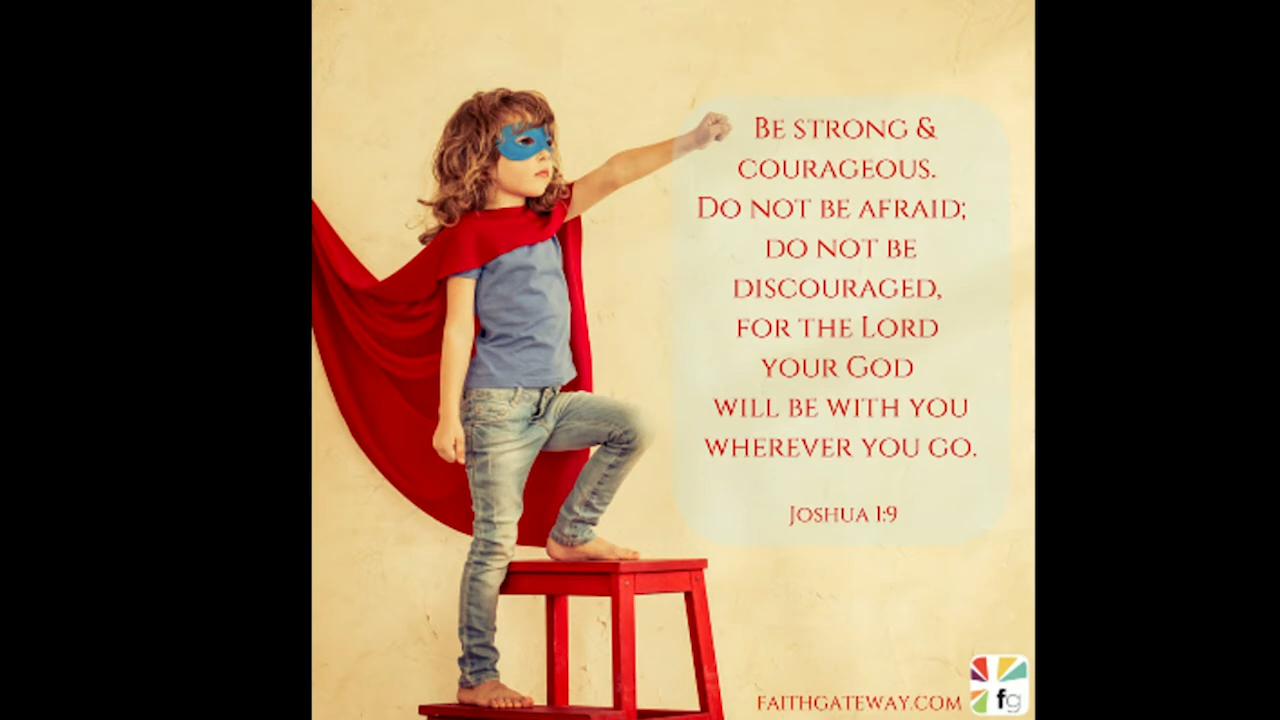 Be strong &
courageous.
Do not be afraid;
do not be
discouraged,
for the Lord
your God
will be with you
wherever you go.
Joshua 1:9
faithgateway.com
fg